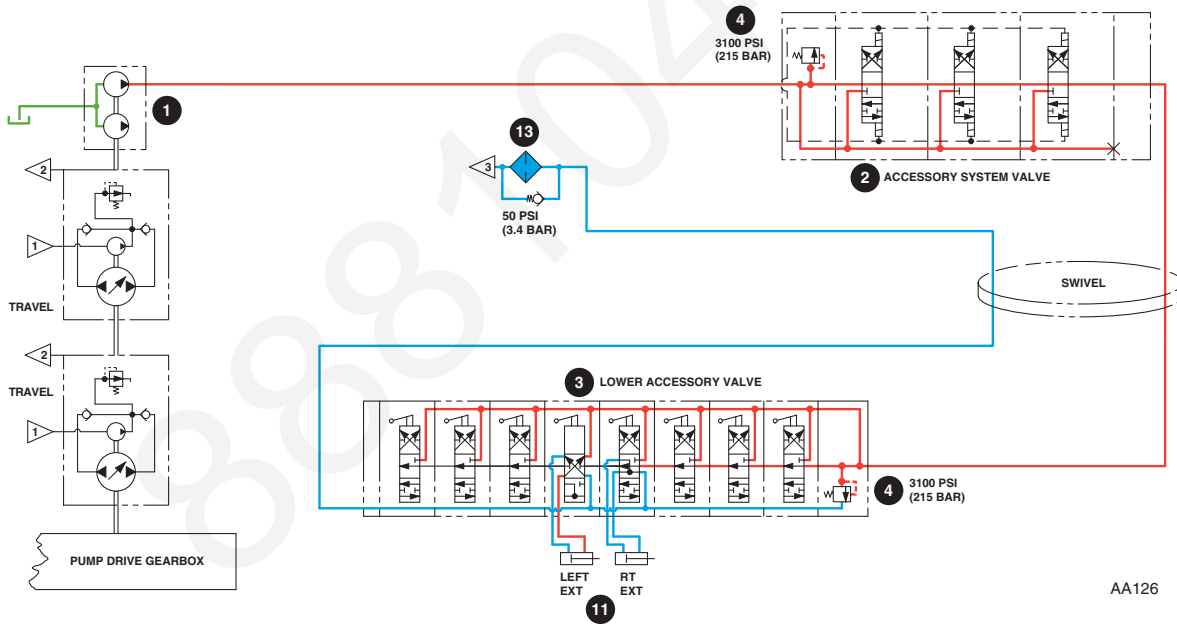 4
3100 PSI
(215 BAR)
1
2
13
3
50 PSI
(3.4 BAR)
2 ACCESSORY SYSTEM VALVE
1
TRAVEL
SWIVEL
2
TRAVEL
3 LOWER ACCESSORY VALVE
1
4
3100 PSI
(215 BAR)
PUMP DRIVE GEARBOX
LEFT
EXT
RT
EXT
11
AA126